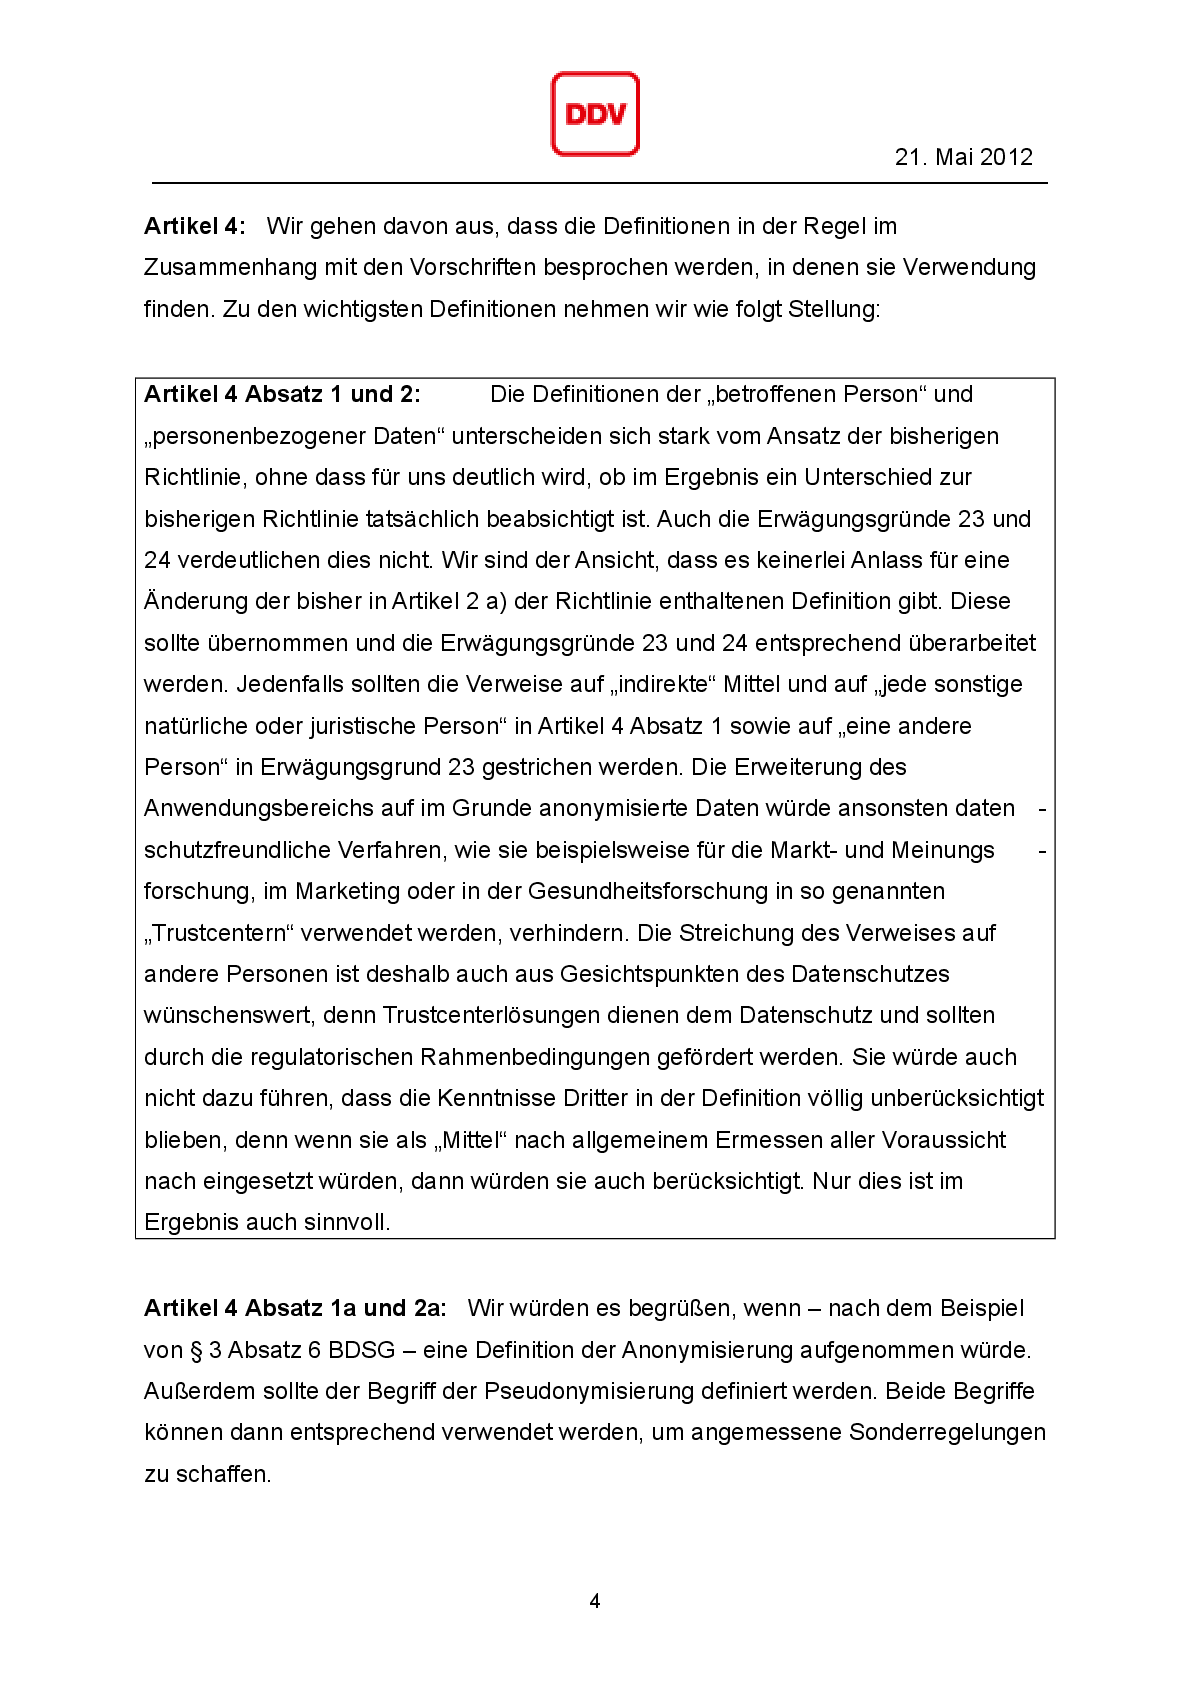 DDV
21. Mai 2012
Artikel 4: Wir gehen davon aus, dass die Definitionen in der Regel im
Zusammenhang mit den Vorschriften besprochen werden, in denen sie Verwendung
finden. Zu den wichtigsten Definitionen nehmen wir wie folgt Stellung:
Artikel 4 Absatz 1 und 2: Die Definitionen der „betroffenen Person“ und
„personenbezogener Daten“ unterscheiden sich stark vom Ansatz der bisherigen
Richtlinie, ohne dass für uns deutlich wird, ob im Ergebnis ein Unterschied zur
bisherigen Richtlinie tatsächlich beabsichtigt ist. Auch die Erwägungsgründe 23 und
24 verdeutlichen dies nicht. Wir sind der Ansicht, dass es keinerlei Anlass für eine
Änderung der bisher in Artikel 2 a) der Richtlinie enthaltenen Definition gibt. Diese
sollte übernommen und die Erwägungsgründe 23 und 24 entsprechend überarbeitet
werden. Jedenfalls sollten die Verweise auf „indirekte“ Mittel und auf „jede sonstige
natürliche oder juristische Person“ in Artikel 4 Absatz 1 sowie auf „eine andere
Person“ in Erwägungsgrund 23 gestrichen werden. Die Erweiterung des
Anwendungsbereichs auf im Grunde anonymisierte Daten würde ansonsten daten -
schutzfreundliche Verfahren, wie sie beispielsweise für die Markt- und Meinungs -
forschung, im Marketing oder in der Gesundheitsforschung in so genannten
„Trustcentern“ verwendet werden, verhindern. Die Streichung des Verweises auf
andere Personen ist deshalb auch aus Gesichtspunkten des Datenschutzes
wünschenswert, denn Trustcenterlösungen dienen dem Datenschutz und sollten
durch die regulatorischen Rahmenbedingungen gefördert werden. Sie würde auch
nicht dazu führen, dass die Kenntnisse Dritter in der Definition völlig unberücksichtigt
blieben, denn wenn sie als „Mittel“ nach allgemeinem Ermessen aller Voraussicht
nach eingesetzt würden, dann würden sie auch berücksichtigt. Nur dies ist im
Ergebnis auch sinnvoll.
Artikel 4 Absatz 1a und 2a: Wir würden es begrüßen, wenn – nach dem Beispiel
von § 3 Absatz 6 BDSG – eine Definition der Anonymisierung aufgenommen würde.
Außerdem sollte der Begriff der Pseudonymisierung definiert werden. Beide Begriffe
können dann entsprechend verwendet werden, um angemessene Sonderregelungen
zu schaffen.
4